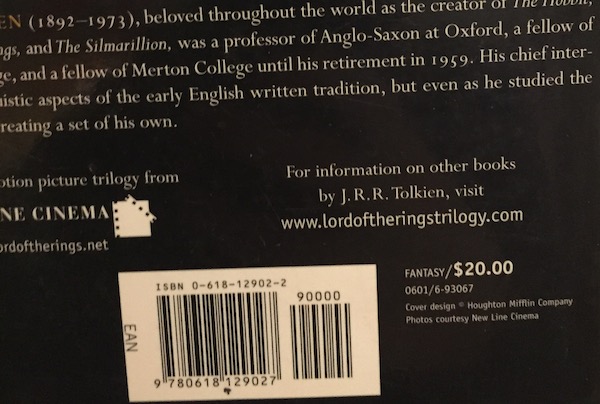 EN (1892–1973), beloved throughout the world as the creator of The Hobbit,
ngs, and The Silmarillion, was a professor of Anglo-Saxon at Oxford, a fellow of
ge, and a fellow of Merton College until his retirement in 1959. His chief inter-
uistic aspects of the early English written tradition, but even as he studied the
reating a set of his own.
otion picture trilogy from
NE CINEMA
ordoftherings.net
For information on other books
by J.R.R. Tolkien, visit
www.lordoftheringstrilogy.com
FANTASY/$20.00
0601/6-93067
Cover design © Houghton Mifflin Company
Photos courtesy New Line Cinema
ISBN 0-618-12902-2
90000
EAN
9 780618 129027